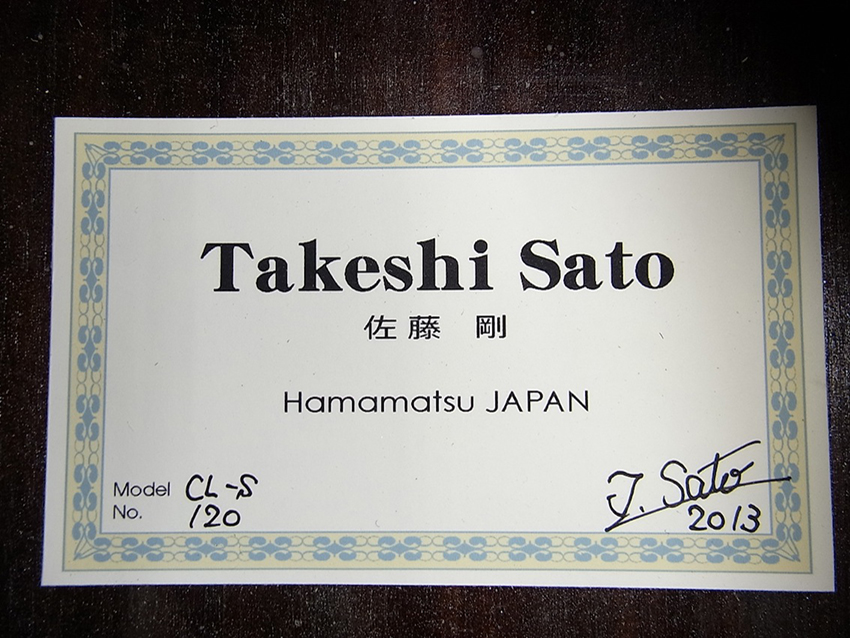 Takeshi Sato
佐藤 剛
Hamamatsu JAPAN
Model CL-S
No. 120
T. Sato
2013